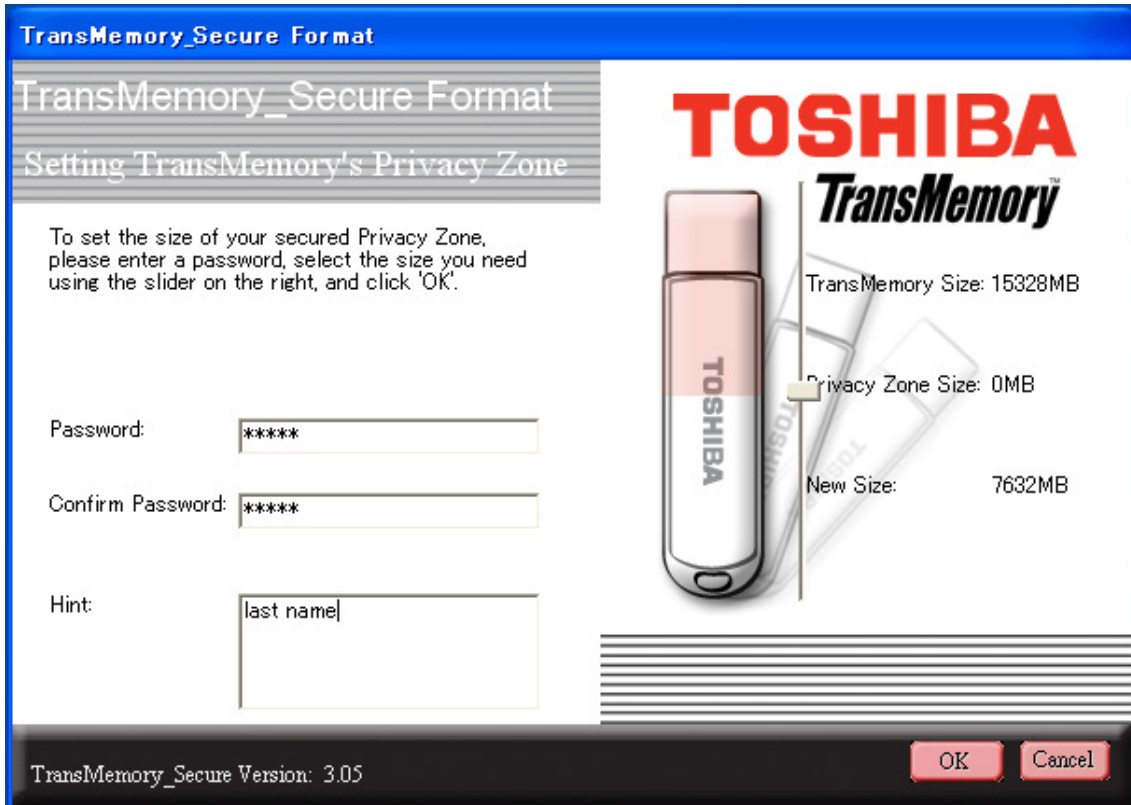 TransMemory_Secure Format
TransMemory_Secure Format
Setting TransMemory's Privacy Zone
To set the size of your secured Privacy Zone,
please enter a password, select the size you need
using the slider on the right, and click 'OK'.
Password: *****
Confirm Password: *****
Hint: last name
TOSHIBA
TransMemory™
TransMemory Size: 15328MB
Privacy Zone Size: 0MB
New Size: 7632MB
TOSHIBA
TOSHIBA
TOSHIBA
TransMemory_Secure Version: 3.05
OK
Cancel